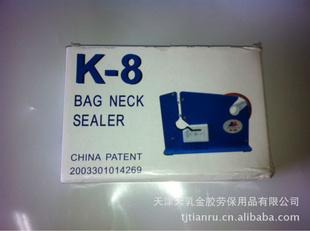 K-8
BAG NECK
SEALER
CHINA PATENT
2003301014269
天津天乳金胶劳保用品有限公司
tjtianru.cn.alibaba.com